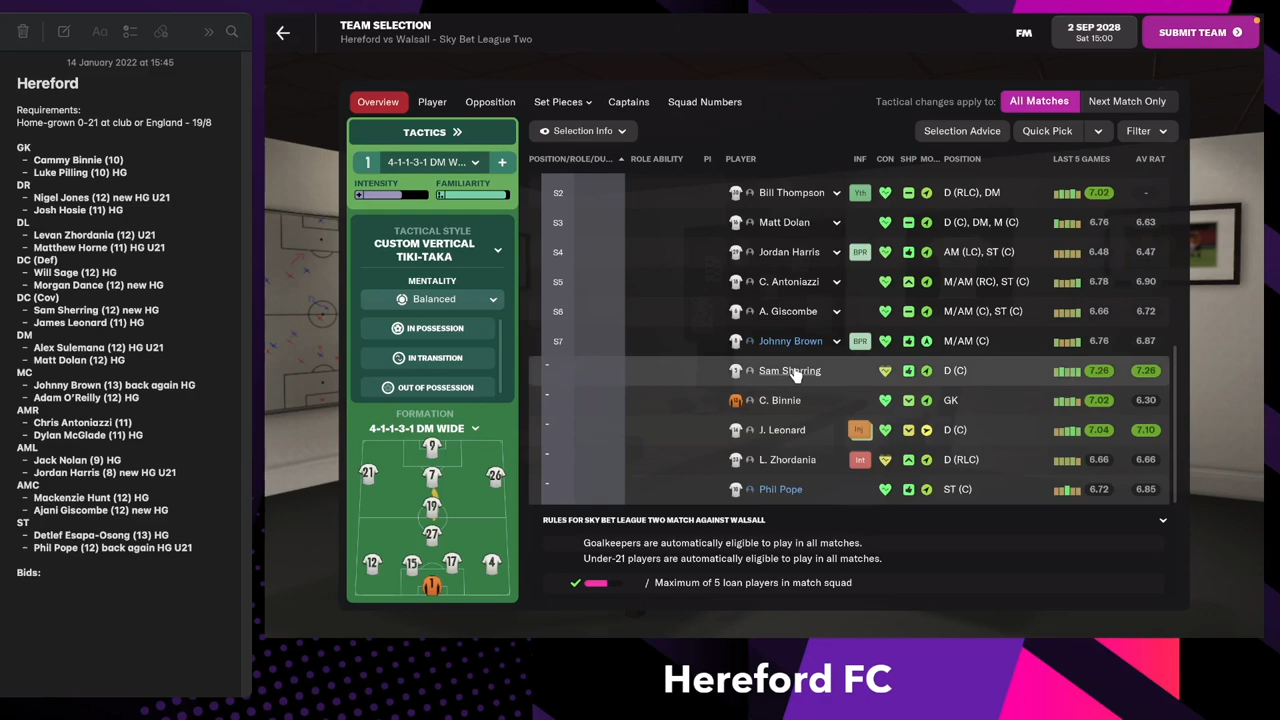 14 January 2022 at 15:45
Hereford
Requirements:
Home-grown 0-21 at club or England - 19/8
GK
– Cammy Binnie (10)
– Luke Pilling (10) HG
DR
– Nigel Jones (12) new HG U21
– Josh Hosie (11) HG
DL
– Levan Zhordania (12) U21
– Matthew Horne (11) HG U21
DC (Def)
– Will Sage (12) HG
– Morgan Dance (12) new HG
DC (Cov)
– Sam Sherring (12) new HG
– James Leonard (11) HG
DM
– Alex Sulemana (12) HG U21
– Matt Dolan (12) HG
MC
– Johnny Brown (13) back again HG
– Adam O'Reilly (12) HG
AMR
– Chris Antoniazzi (11)
– Dylan McGlade (11) HG
AML
– Jack Nolan (9) HG
– Jordan Harris (8) new HG U21
AMC
– Mackenzie Hunt (12) HG
– Ajani Giscombe (12) new HG
ST
– Detlef Esapa-Osong (13) HG
– Phil Pope (12) back again HG U21
Bids:
TEAM SELECTION
Hereford vs Walsall - Sky Bet League Two
FM
2 SEP 2028
Sat 15:00
SUBMIT TEAM
Overview Player Opposition Set Pieces Captains Squad Numbers
Tactical changes apply to: All Matches Next Match Only
TACTICS
1 4-1-1-3-1 DM W... +
INTENSITY FAMILIARITY
TACTICAL STYLE
CUSTOM VERTICAL
TIKI-TAKA
MENTALITY
Balanced
IN POSSESSION
IN TRANSITION
OUT OF POSSESSION
FORMATION
4-1-1-3-1 DM WIDE
9
21 7 26
19
27
12 15 17 4
1
Selection Info Selection Advice Quick Pick Filter
POSITION/ROLE/DU... ROLE ABILITY PI PLAYER INF CON SHP MO... POSITION LAST 5 GAMES AV RAT
S2 Bill Thompson Yth D (RLC), DM 7.02 -
S3 Matt Dolan D (C), DM, M (C) 6.76 6.63
S4 Jordan Harris BPR AM (LC), ST (C) 6.48 6.47
S5 C. Antoniazzi M/AM (RC), ST (C) 6.78 6.90
S6 A. Giscombe M/AM (C), ST (C) 6.66 6.72
S7 Johnny Brown BPR M/AM (C) 6.76 6.87
- Sam Sherring D (C) 7.26 7.26
- C. Binnie GK 7.02 6.30
- J. Leonard Inj D (C) 7.04 7.10
- L. Zhordania Int D (RLC) 6.66 6.66
- Phil Pope ST (C) 6.72 6.85
RULES FOR SKY BET LEAGUE TWO MATCH AGAINST WALSALL
Goalkeepers are automatically eligible to play in all matches.
Under-21 players are automatically eligible to play in all matches.
/ Maximum of 5 loan players in match squad
Hereford FC